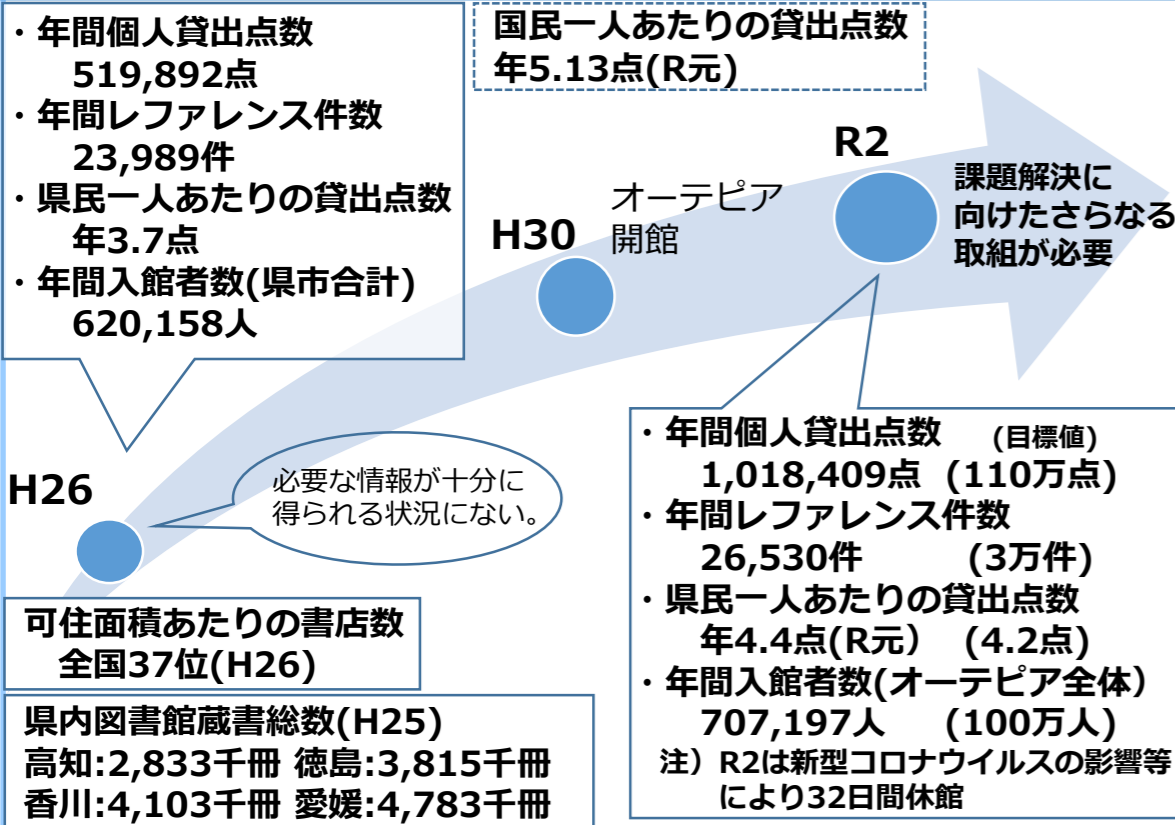 ・年間個人貸出点数
519,892点
・年間レファレンス件数
23,989件
・県民一人あたりの貸出点数
年3.7点
・年間入館者数(県市合計)
620,158人
国民一人あたりの貸出点数
年5.13点(R元)
R2
課題解決に
向けたさらなる
取組が必要
H30
オーテピア
開館
H26
必要な情報が十分に
得られる状況にない。
可住面積あたりの書店数
全国37位(H26)
県内図書館蔵書総数(H25)
高知:2,833千冊 徳島:3,815千冊
香川:4,103千冊 愛媛:4,783千冊
・年間個人貸出点数 (目標値)
1,018,409点 (110万点)
・年間レファレンス件数
26,530件 (3万件)
・県民一人あたりの貸出点数
年4.4点(R元） (4.2点)
・年間入館者数(オーテピア全体）
707,197人 (100万人)
注）R2は新型コロナウイルスの影響等
により32日間休館